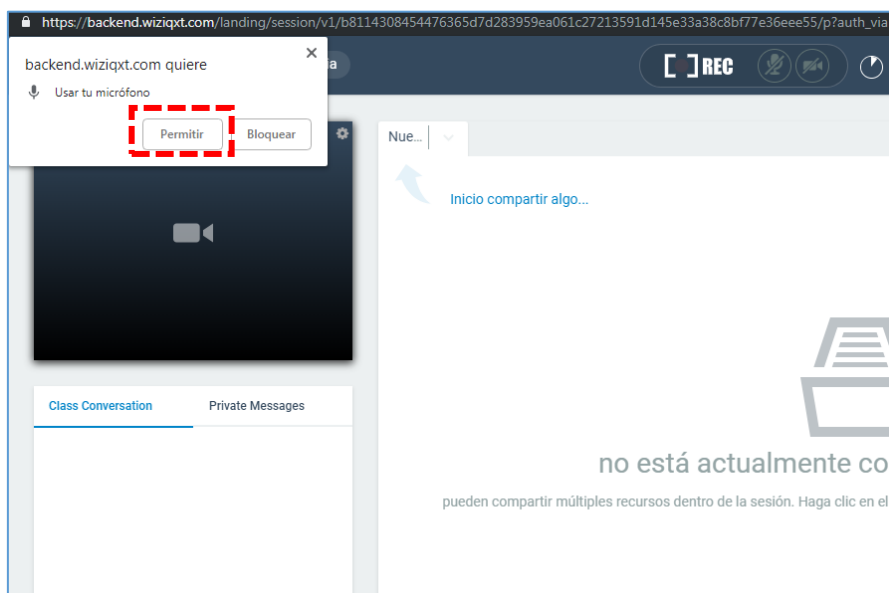 https://backend.wiziqxt.com/landing/session/v1/b8114308454476365d7d283959ea061c27213591d145e33a38c8bf77e36eee55/p?auth_via
backend.wiziqxt.com quiere
Usar tu micrófono
Permitir
Bloquear
ia
REC
Nue...
Inicio compartir algo...
Class Conversation
Private Messages
no está actualmente co
pueden compartir múltiples recursos dentro de la sesión. Haga clic en el